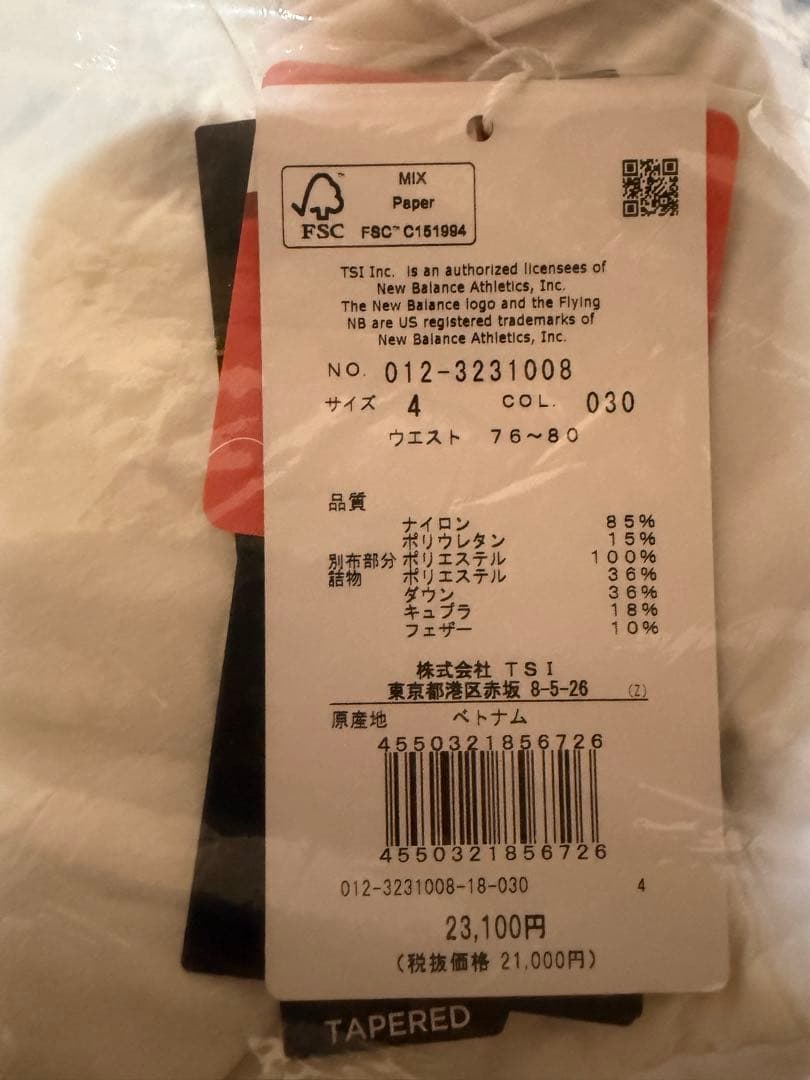 MIX
Paper
FSC™ C151994
FSC
TSI Inc. is an authorized licensees of
New Balance Athletics, Inc.
The New Balance logo and the Flying
NB are US registered trademarks of
New Balance Athletics, Inc.
NO. 012-3231008
サイズ 4 COL. 030
ウエスト 76～80
品質
ナイロン 85%
ポリウレタン 15%
別布部分 ポリエステル 100%
詰物 ポリエステル 36%
ダウン 36%
キュプラ 18%
フェザー 10%
株式会社 TSI
東京都港区赤坂 8-5-26 (Z)
原産地 ベトナム
4550321856726
4550321856726
012-3231008-18-030 4
23,100円
(税抜価格 21,000円)
TAPERED